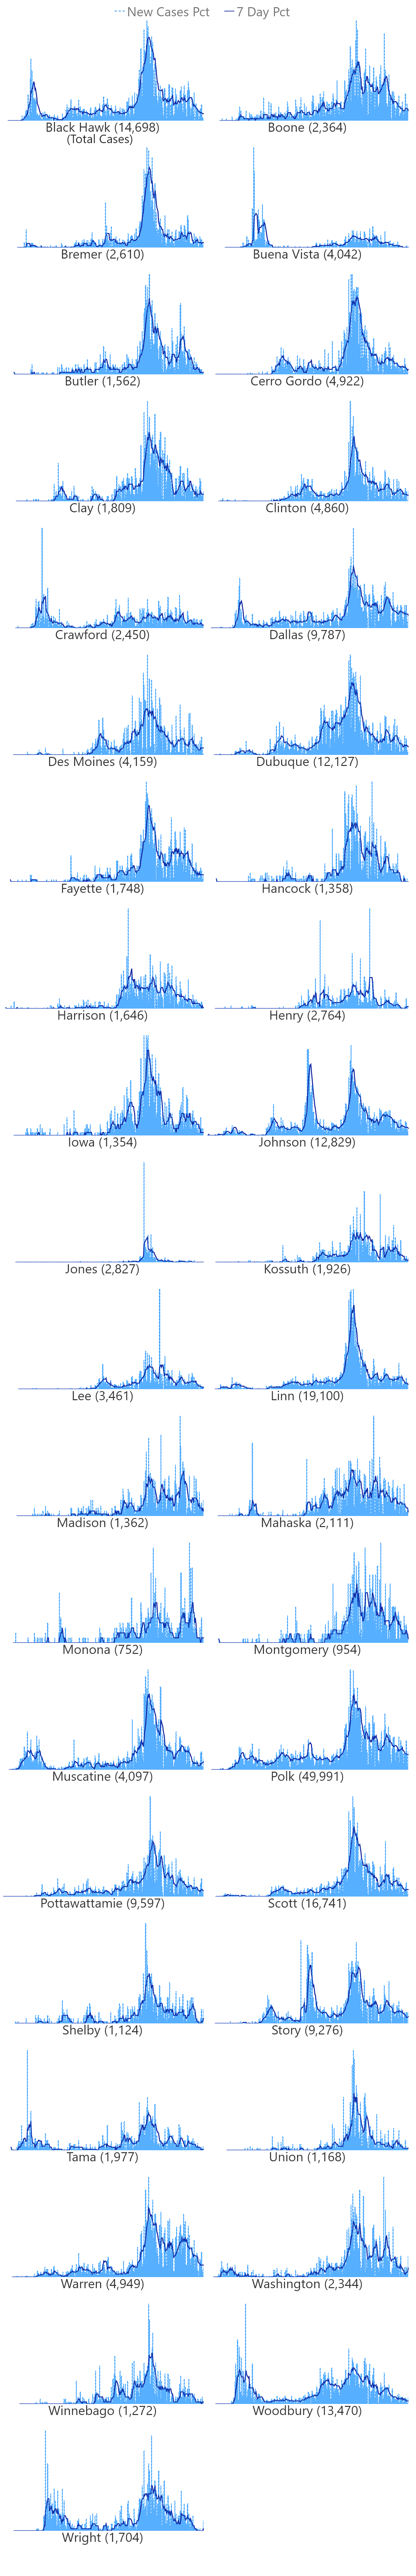 New Cases Pct 7 Day Pct
Black Hawk (14,698) Boone (2,364)
(Total Cases)
Bremer (2,610) Buena Vista (4,042)
Butler (1,562) Cerro Gordo (4,922)
Clay (1,809) Clinton (4,860)
Crawford (2,450) Dallas (9,787)
Des Moines (4,159) Dubuque (12,127)
Fayette (1,748) Hancock (1,358)
Harrison (1,646) Henry (2,764)
Iowa (1,354) Johnson (12,829)
Jones (2,827) Kossuth (1,926)
Lee (3,461) Linn (19,100)
Madison (1,362) Mahaska (2,111)
Monona (752) Montgomery (954)
Muscatine (4,097) Polk (49,991)
Pottawattamie (9,597) Scott (16,741)
Shelby (1,124) Story (9,276)
Tama (1,977) Union (1,168)
Warren (4,949) Washington (2,344)
Winnebago (1,272) Woodbury (13,470)
Wright (1,704)